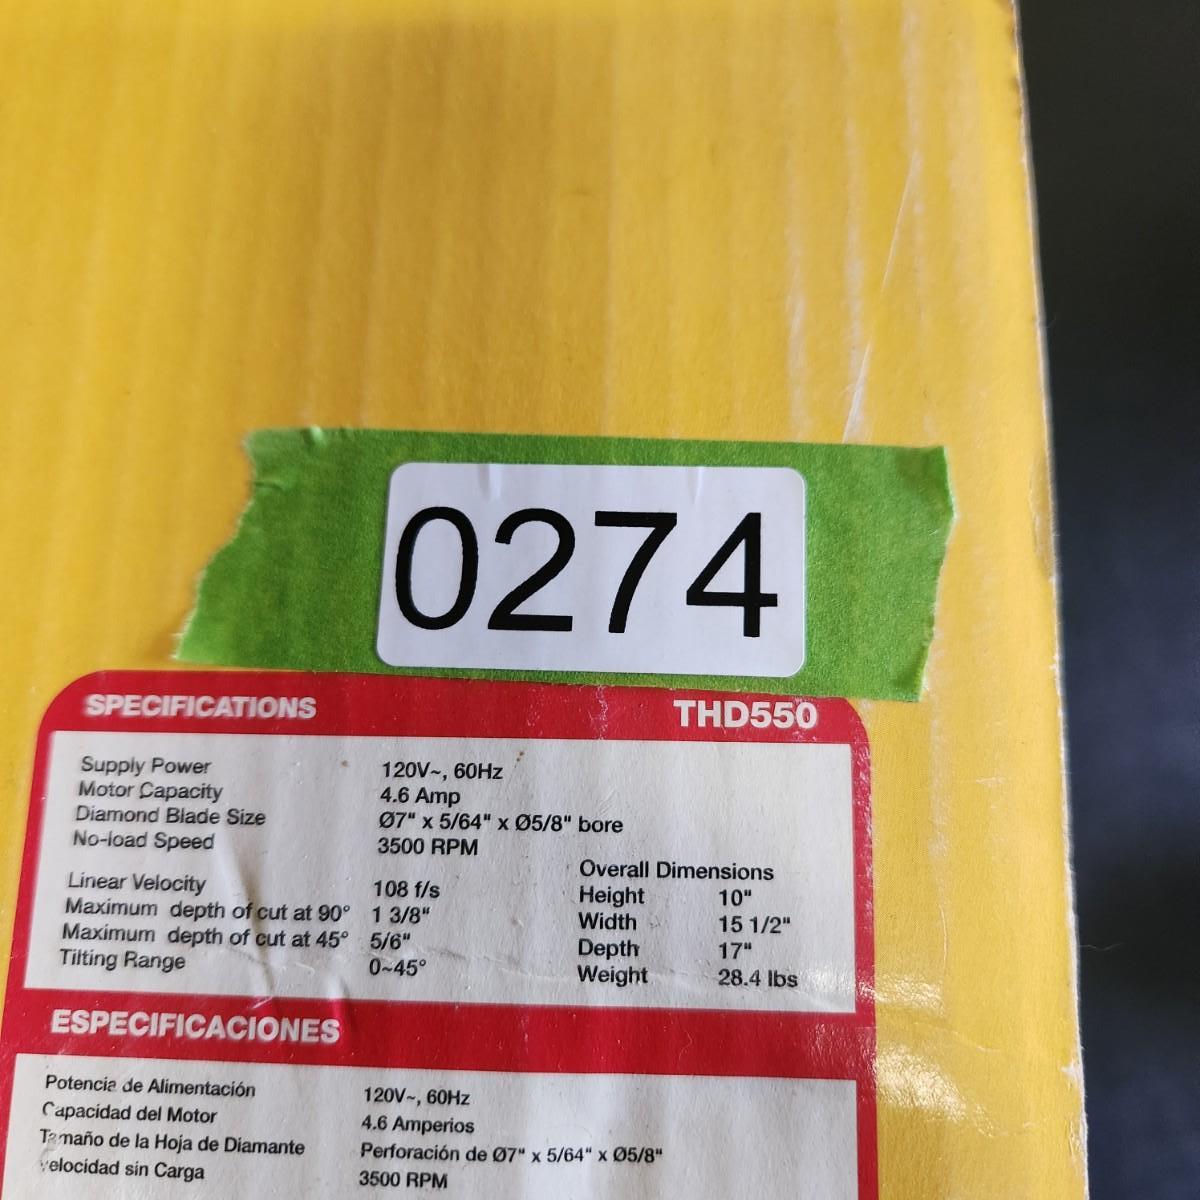 0274
SPECIFICATIONS THD550
Supply Power 120V~, 60Hz
Motor Capacity 4.6 Amp
Diamond Blade Size Ø7" x 5/64" x Ø5/8" bore
No-load Speed 3500 RPM
Linear Velocity 108 f/s
Maximum depth of cut at 90° 1 3/8"
Maximum depth of cut at 45° 5/6"
Tilting Range 0~45°
Overall Dimensions
Height 10"
Width 15 1/2"
Depth 17"
Weight 28.4 lbs
ESPECIFICACIONES
Potencia de Alimentación 120V~, 60Hz
Capacidad del Motor 4.6 Amperios
Tamaño de la Hoja de Diamante Perforación de Ø7" x 5/64" x Ø5/8"
velocidad sin Carga 3500 RPM